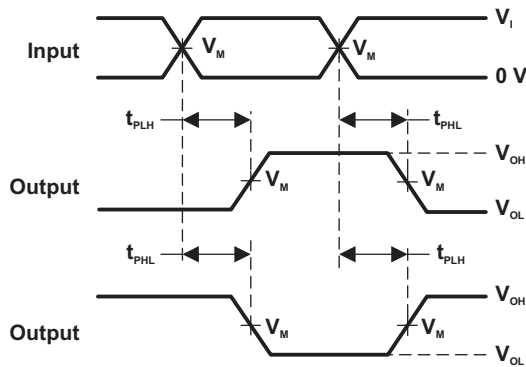 V_I
Input V_M V_M
0 V
t_PLH t_PHL
V_OH
Output V_M V_M
V_OL
t_PHL t_PLH
V_OH
Output V_M V_M
V_OL